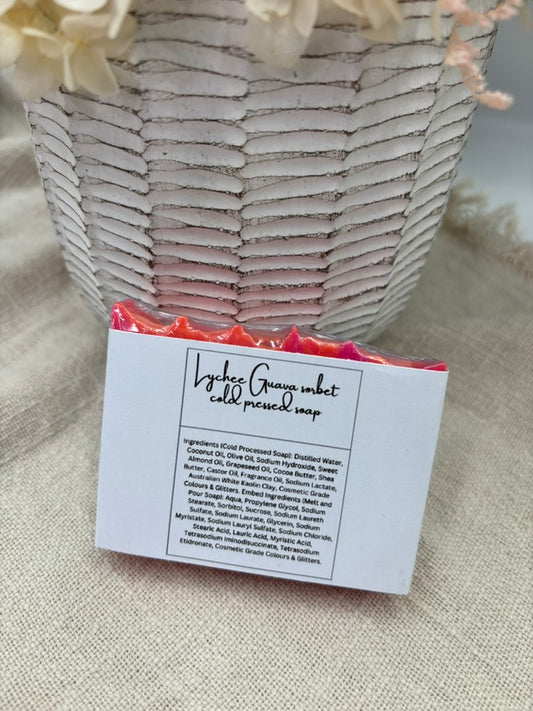 Lychee Guava sorbet
cold pressed soap
Ingredients (Cold Processed Soap): Distilled Water,
Coconut Oil, Olive Oil, Sodium Hydroxide, Sweet
Almond Oil, Grapeseed Oil, Cocoa Butter, Shea
Butter, Castor Oil, Fragrance Oil, Sodium Lactate,
Australian White Kaolin Clay, Cosmetic Grade
Colours & Glitters. Embed Ingredients (Melt and
Pour Soap): Aqua, Propylene Glycol, Sodium
Stearate, Sorbitol, Sucrose, Sodium Laureth
Sulfate, Sodium Laurate, Glycerin, Sodium
Myristate, Sodium Lauryl Sulfate, Sodium Chloride,
Stearic Acid, Lauric Acid, Myristic Acid,
Tetrasodium Iminodisuccinate, Tetrasodium
Etidronate, Cosmetic Grade Colours & Glitters.